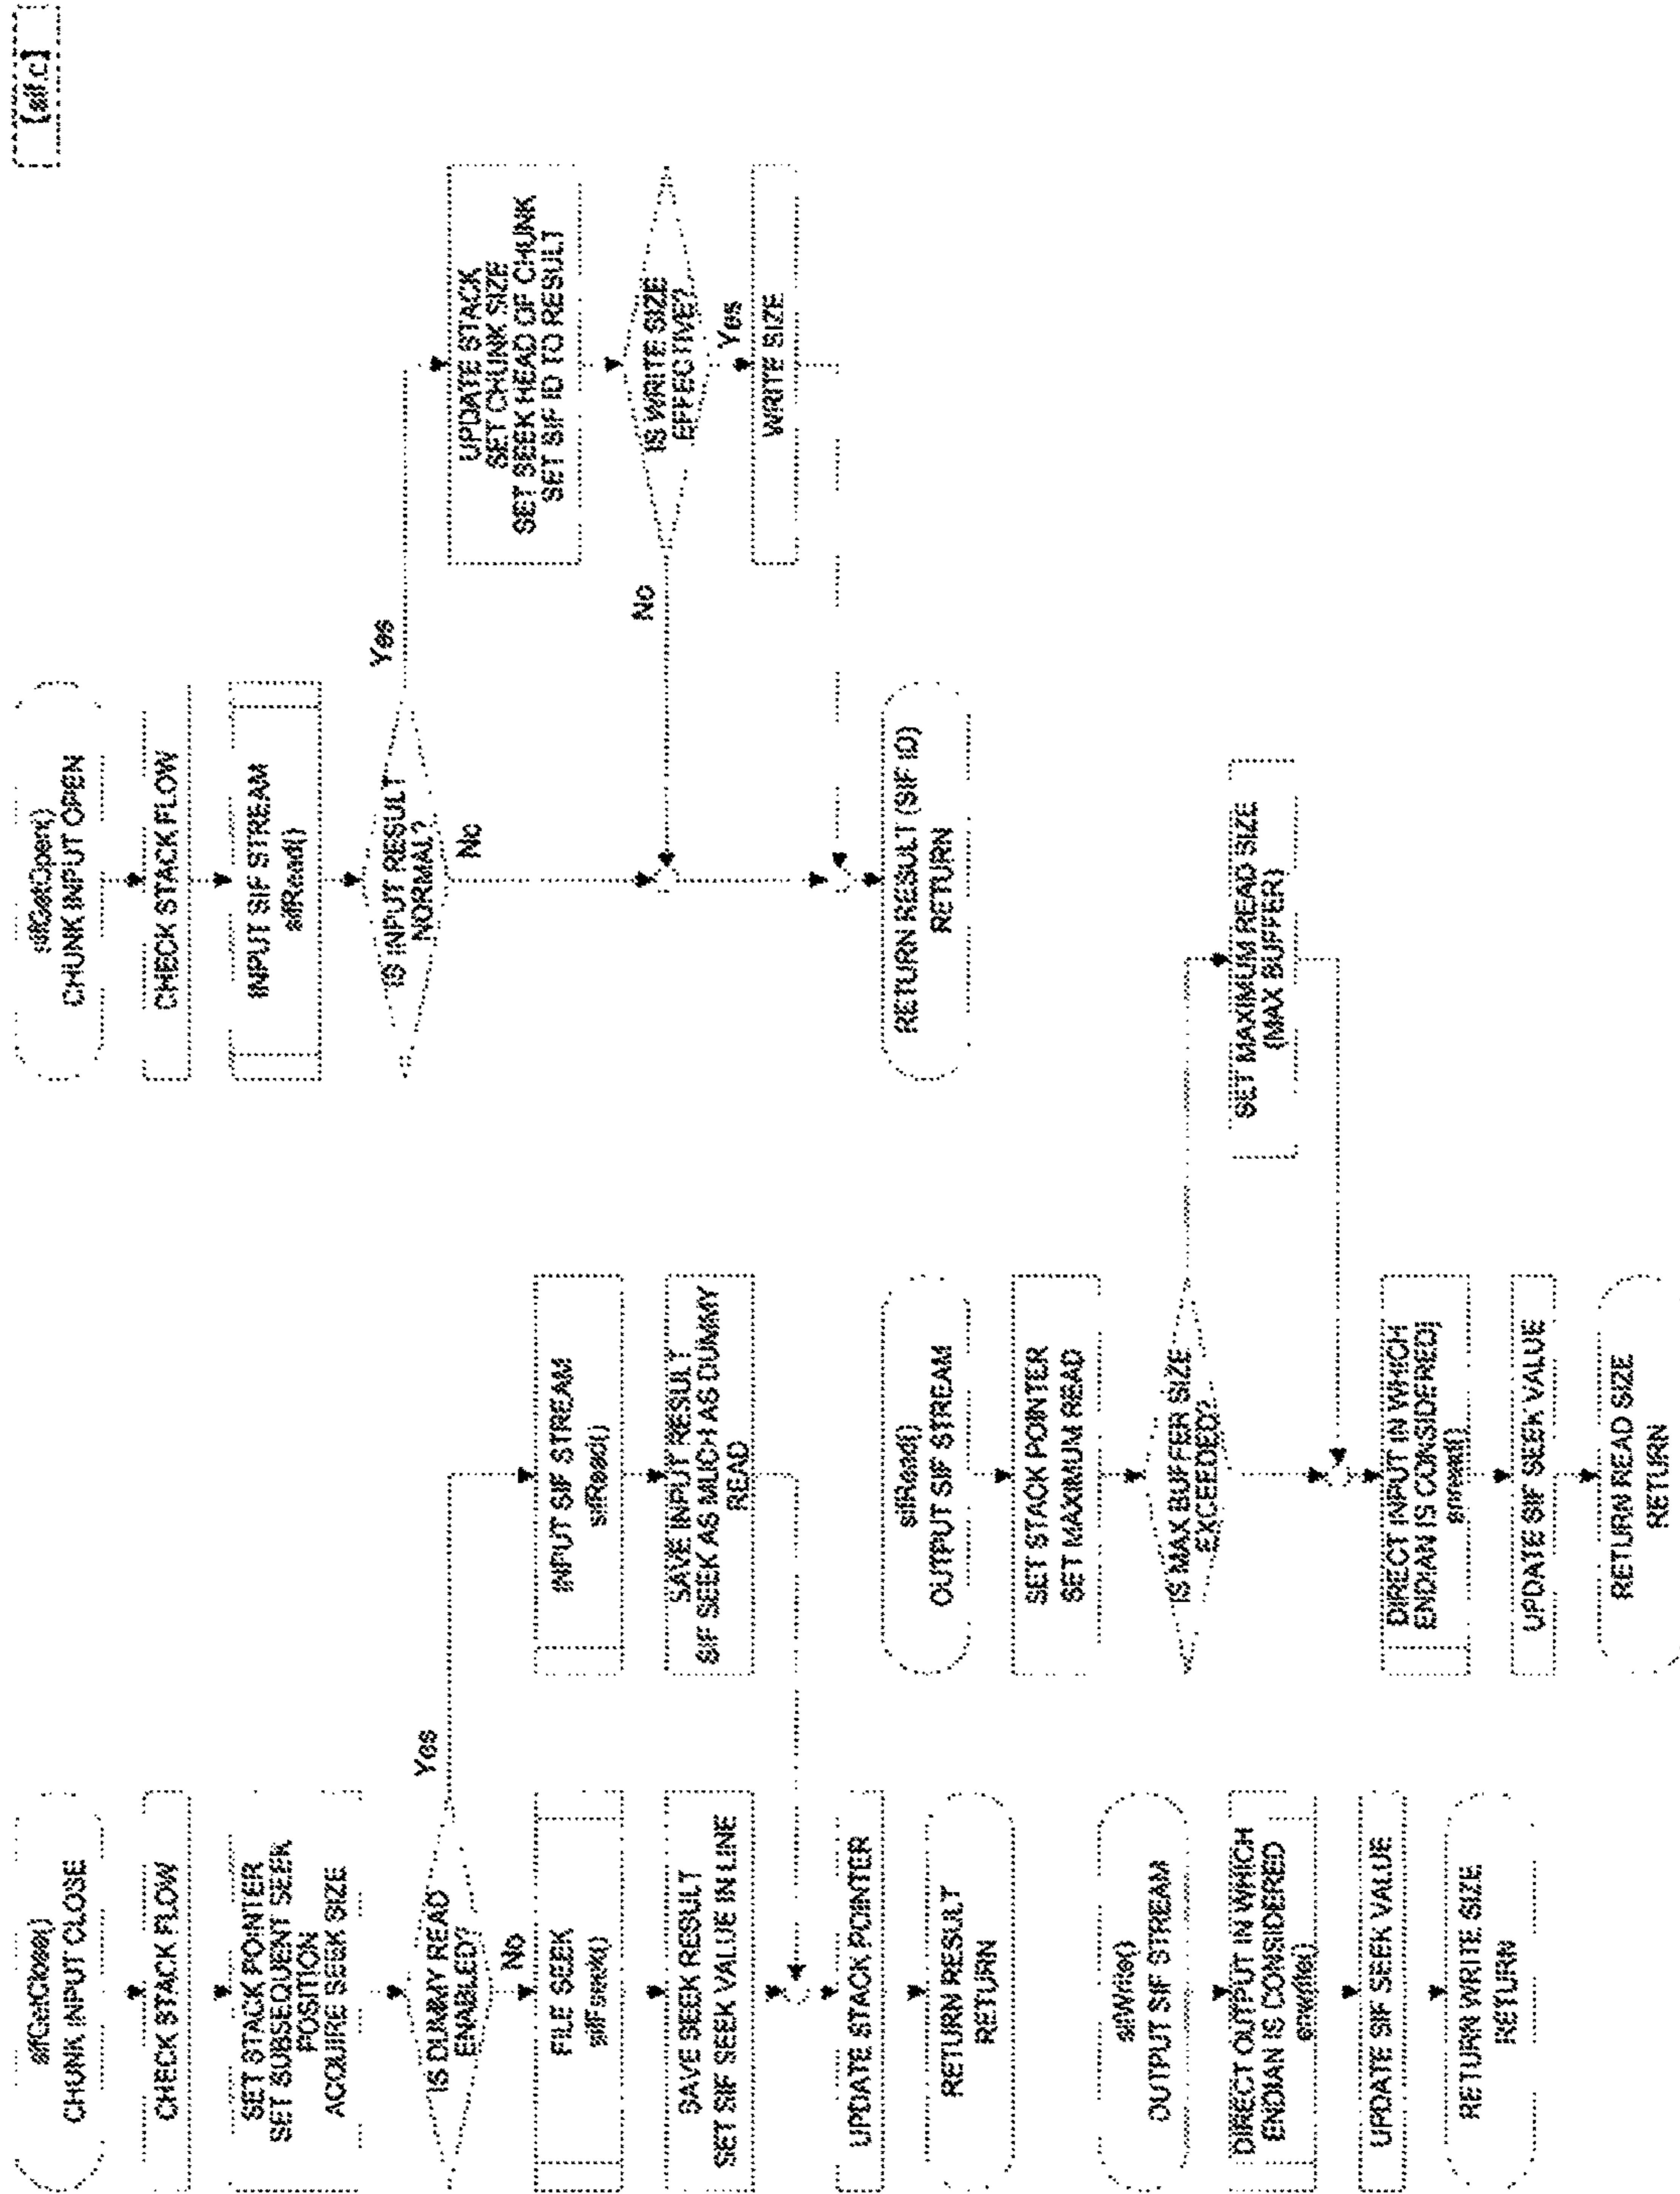 [sif.c]
sifGetClose()
CHUNK INPUT CLOSE
CHECK STACK FLOW
SET STACK POINTER
SET SUBSEQUENT SEEK
POSITION
ACQUIRE SEEK SIZE
IS DUMMY READ
ENABLED?
Yes
No
FILE SEEK
sifFseek()
SAVE SEEK RESULT
SET SIF SEEK VALUE IN LINE
INPUT SIF STREAM
sifRead()
SAVE INPUT RESULT
SIF SEEK AS MUCH AS DUMMY
READ
UPDATE STACK POINTER
RETURN RESULT
RETURN
sifGetOpen()
CHUNK INPUT OPEN
CHECK STACK FLOW
INPUT SIF STREAM
sifRead()
IS INPUT RESULT
NORMAL?
Yes
No
UPDATE STACK
SET CHUNK SIZE
SET SEEK HEAD OF CHUNK
SET SIF ID TO RESULT
IS WRITE SIZE
EFFECTIVE?
No
Yes
WRITE SIZE
RETURN RESULT (SIF ID)
RETURN
sifWrite()
OUTPUT SIF STREAM
DIRECT OUTPUT IN WHICH
ENDIAN IS CONSIDERED
UPDATE SIF SEEK VALUE
RETURN WRITE SIZE
RETURN
sifRead()
OUTPUT SIF STREAM
SET STACK POINTER
SET MAXIMUM READ
IS MAX BUFFER SIZE
EXCEEDED?
SET MAXIMUM READ SIZE
(MAX BUFFER)
DIRECT INPUT IN WHICH
ENDIAN IS CONSIDERED]
UPDATE SIF SEEK VALUE
RETURN READ SIZE
RETURN